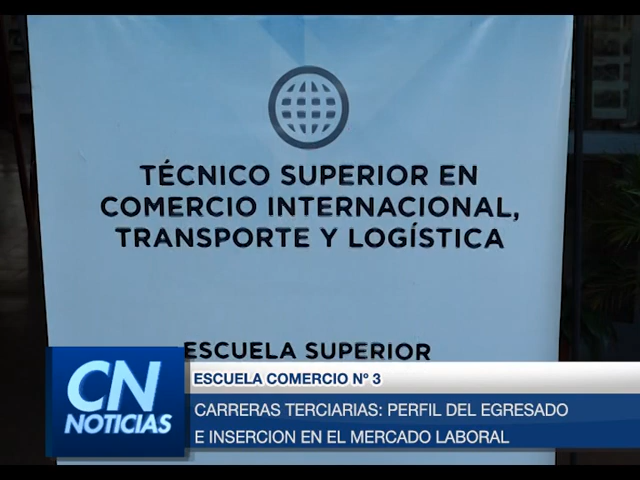 TÉCNICO SUPERIOR EN
COMERCIO INTERNACIONAL,
TRANSPORTE Y LOGÍSTICA
ESCUELA SUPERIOR
CN
NOTICIAS
ESCUELA COMERCIO Nº 3
CARRERAS TERCIARIAS: PERFIL DEL EGRESADO
E INSERCION EN EL MERCADO LABORAL